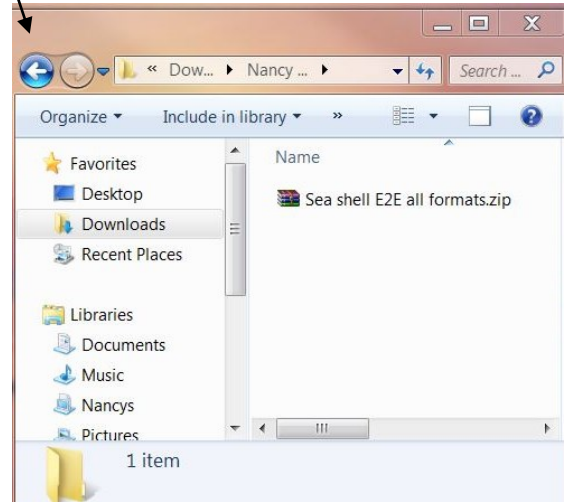 « Dow... Nancy ... Search ...
Organize Include in library »
Name
Sea shell E2E all formats.zip
Favorites
Desktop
Downloads
Recent Places
Libraries
Documents
Music
Nancys
Pictures
1 item